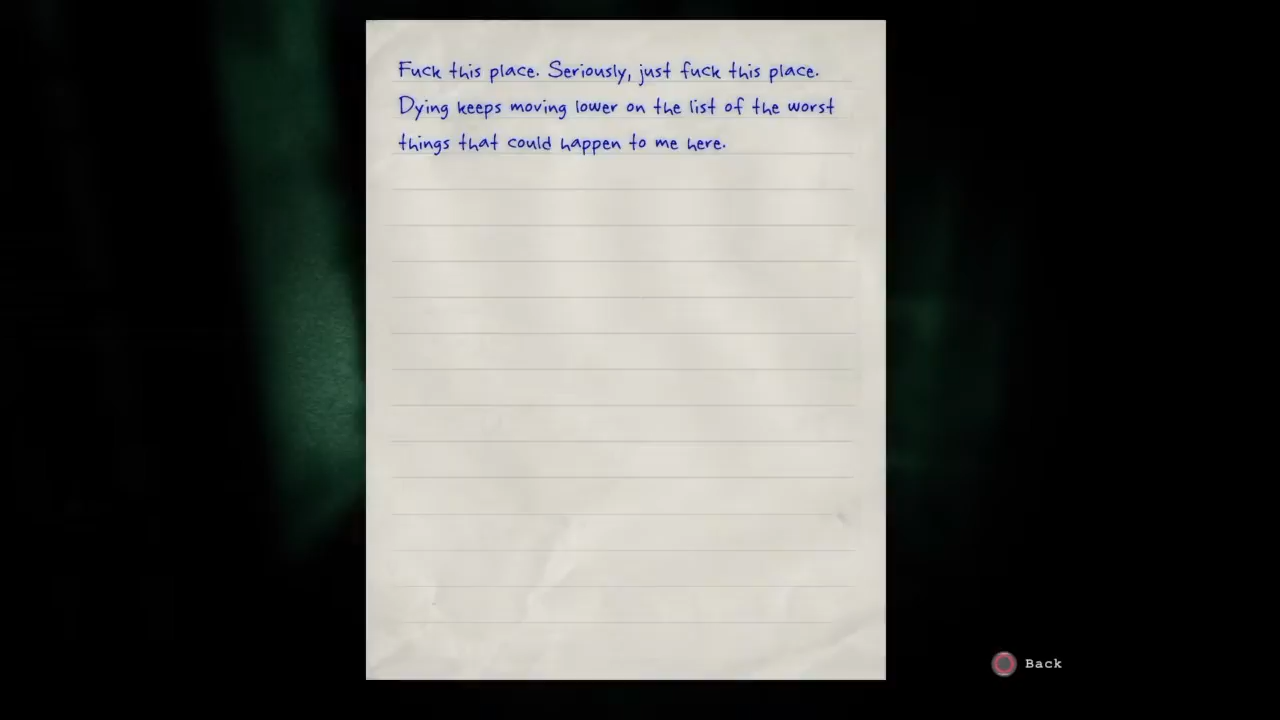 Fuck this place. Seriously, just fuck this place.
Dying keeps moving lower on the list of the worst
things that could happen to me here.
Back